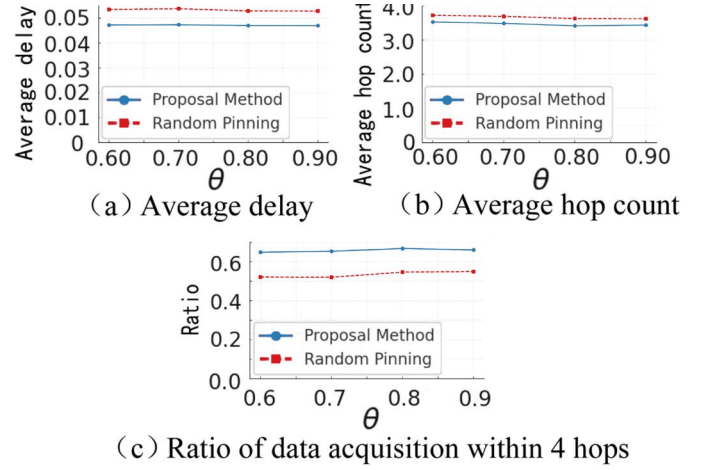 Average delay
0.05
0.04
0.03
0.02
0.01
0
Proposal Method
Random Pinning
0.60 0.70 0.80 0.90
θ
(a) Average delay
Average hop count
4.0
3.0
2.0
1.0
0
Proposal Method
Random Pinning
0.60 0.70 0.80 0.90
θ
(b) Average hop count
Ratio
0.6
0.4
0.2
0.0
Proposal Method
Random Pinning
0.6 0.7 0.8 0.9
θ
(c) Ratio of data acquisition within 4 hops